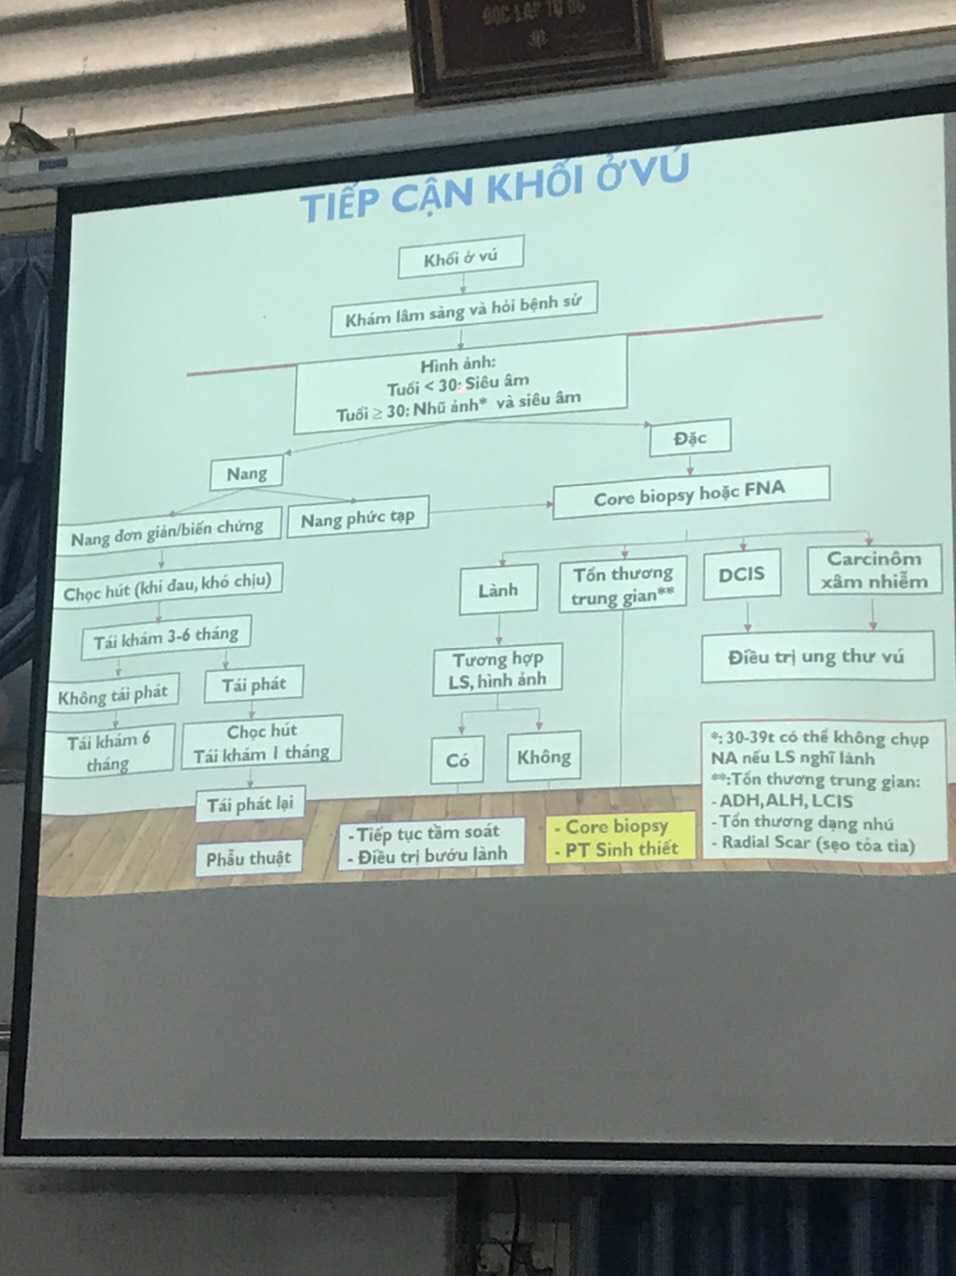 ĐỘC LẬP TỰ DO
TIẾP CẬN KHỐI Ở VÚ
Khối ở vú
Khám lâm sàng và hỏi bệnh sử
Hình ảnh:
Tuổi < 30: Siêu âm
Tuổi ≥ 30: Nhũ ảnh* và siêu âm
Nang
Đặc
Nang đơn giản/biến chứng
Nang phức tạp
Core biopsy hoặc FNA
Chọc hút (khi đau, khó chịu)
Lành
Tổn thương
trung gian**
DCIS
Carcinôm
xâm nhiễm
Tái khám 3-6 tháng
Tương hợp
LS, hình ảnh
Điều trị ung thư vú
Không tái phát
Tái phát
Tái khám 6
tháng
Chọc hút
Tái khám 1 tháng
Có
Không
Tái phát lại
Phẫu thuật
- Tiếp tục tầm soát
- Điều trị bướu lành
- Core biopsy
- PT Sinh thiết
*: 30-39t có thể không chụp
NA nếu LS nghĩ lành
**:Tổn thương trung gian:
- ADH, ALH, LCIS
- Tổn thương dạng nhú
- Radial Scar (sẹo tỏa tia)